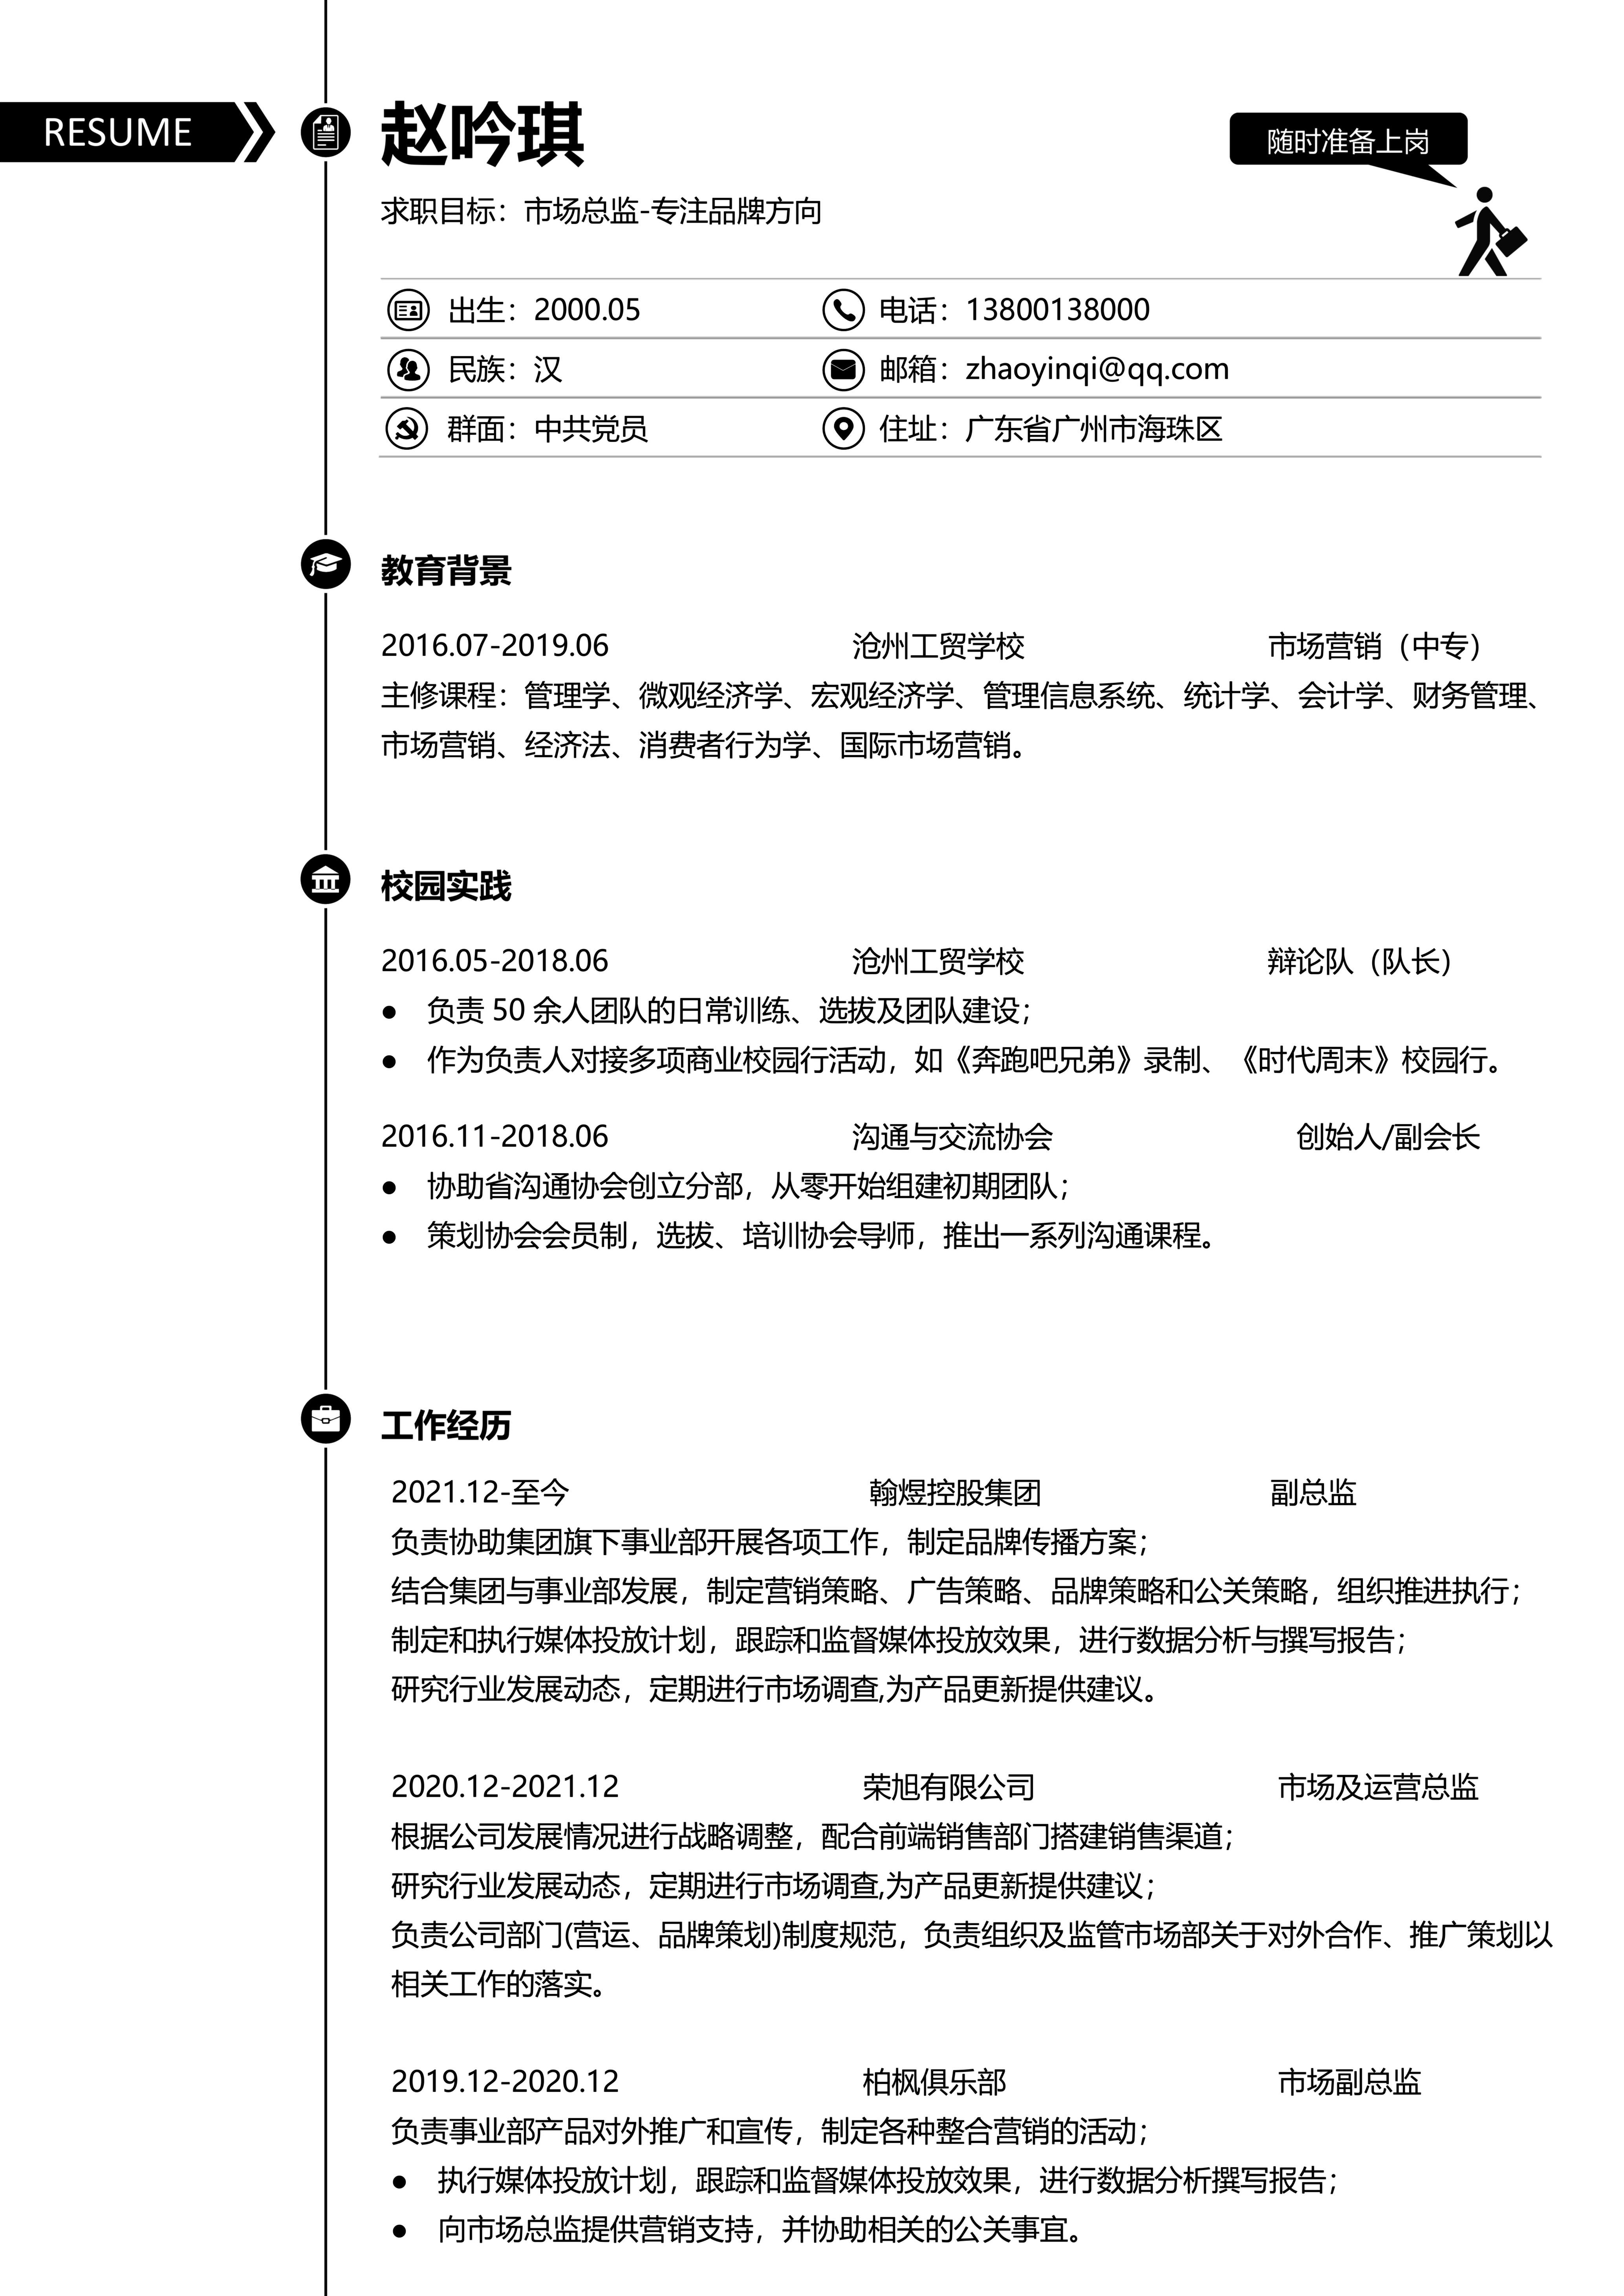 RESUME
赵吟琪
随时准备上岗
求职目标：市场总监-专注品牌方向
出生：2000.05 电话：13800138000
民族：汉 邮箱：zhaoyinqi@qq.com
群面：中共党员 住址：广东省广州市海珠区
教育背景
2016.07-2019.06 沧州工贸学校 市场营销（中专）
主修课程：管理学、微观经济学、宏观经济学、管理信息系统、统计学、会计学、财务管理、
市场营销、经济法、消费者行为学、国际市场营销。
校园实践
2016.05-2018.06 沧州工贸学校 辩论队（队长）
● 负责 50 余人团队的日常训练、选拔及团队建设；
● 作为负责人对接多项商业校园行活动，如《奔跑吧兄弟》录制、《时代周末》校园行。
2016.11-2018.06 沟通与交流协会 创始人/副会长
● 协助省沟通协会创立分部，从零开始组建初期团队；
● 策划协会会员制，选拔、培训协会导师，推出一系列沟通课程。
工作经历
2021.12-至今 翰煜控股集团 副总监
负责协助集团旗下事业部开展各项工作，制定品牌传播方案；
结合集团与事业部发展，制定营销策略、广告策略、品牌策略和公关策略，组织推进执行；
制定和执行媒体投放计划，跟踪和监督媒体投放效果，进行数据分析与撰写报告；
研究行业发展动态，定期进行市场调查,为产品更新提供建议。
2020.12-2021.12 荣旭有限公司 市场及运营总监
根据公司发展情况进行战略调整，配合前端销售部门搭建销售渠道；
研究行业发展动态，定期进行市场调查,为产品更新提供建议；
负责公司部门(营运、品牌策划)制度规范，负责组织及监管市场部关于对外合作、推广策划以
相关工作的落实。
2019.12-2020.12 柏枫俱乐部 市场副总监
负责事业部产品对外推广和宣传，制定各种整合营销的活动；
● 执行媒体投放计划，跟踪和监督媒体投放效果，进行数据分析撰写报告；
● 向市场总监提供营销支持，并协助相关的公关事宜。